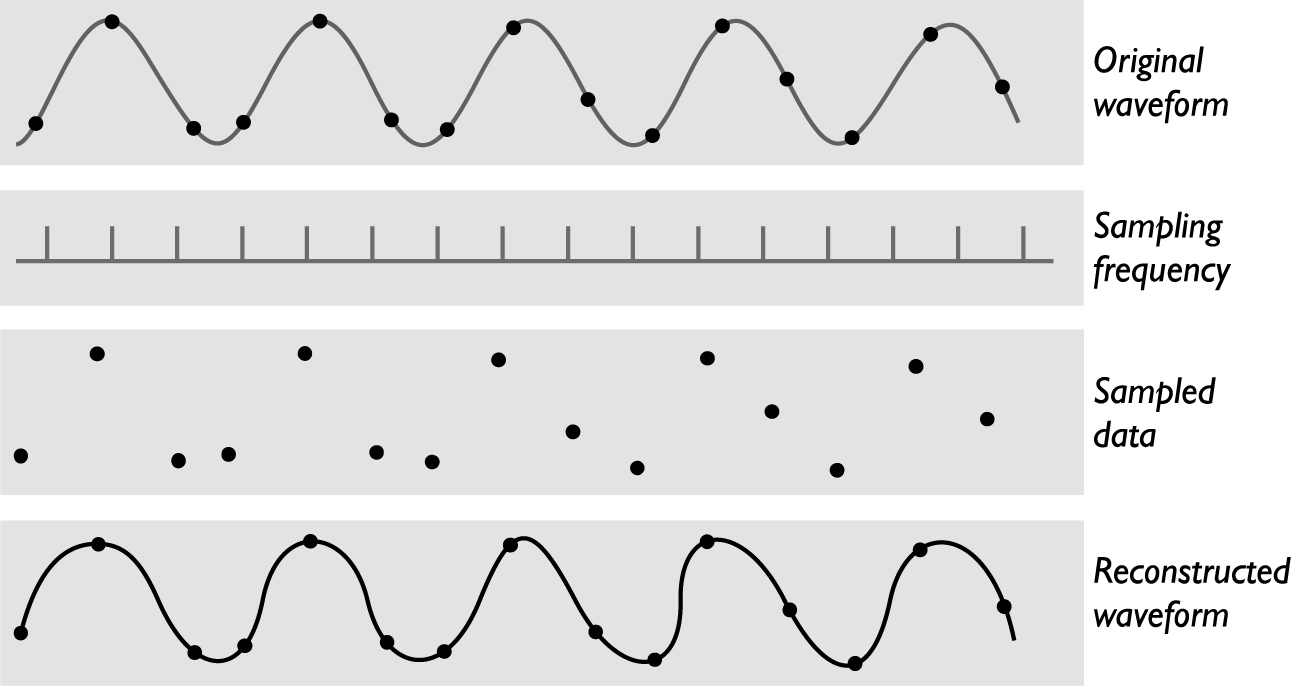 Original
waveform
Sampling
frequency
Sampled
data
Reconstructed
waveform